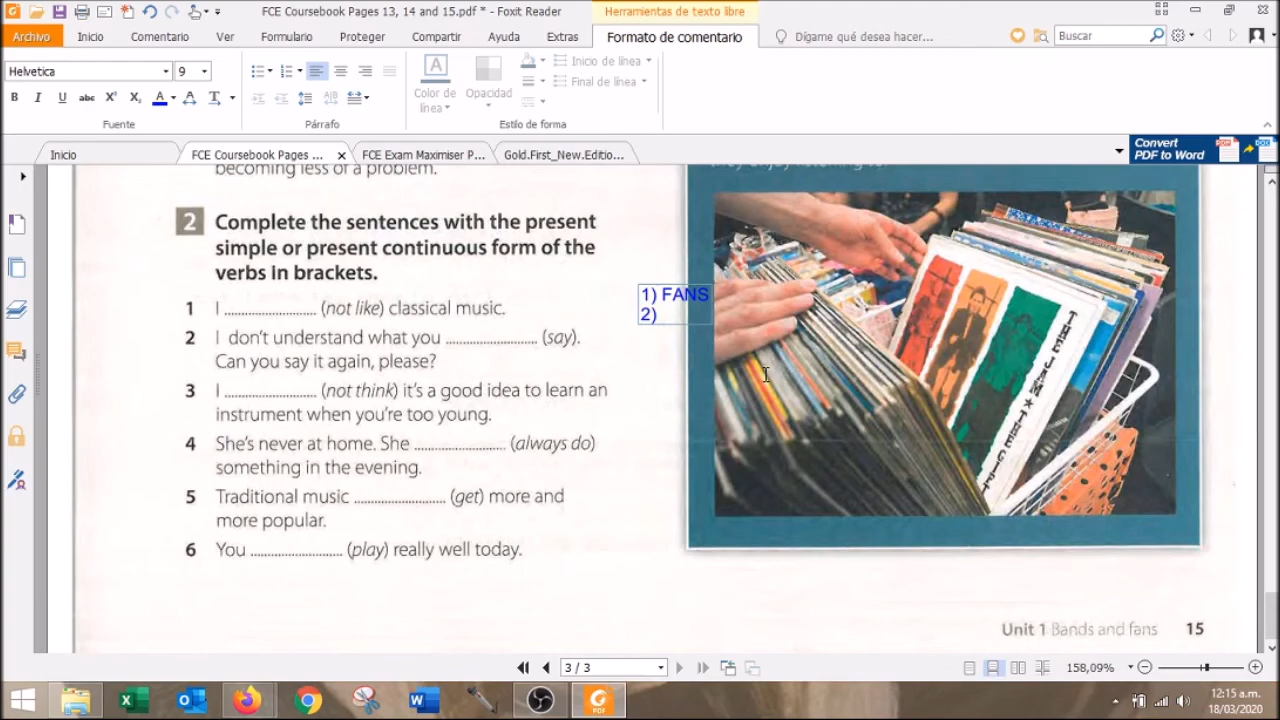 FCE Coursebook Pages 13, 14 and 15.pdf * - Foxit Reader
Herramientas de texto libre
Archivo Inicio Comentario Ver Formulario Proteger Compartir Ayuda Extras Formato de comentario Dígame qué desea hacer... Buscar
Helvetica 9
Color de línea
Opacidad
Inicio de línea
Final de línea
Fuente Párrafo Estilo de forma
Inicio FCE Coursebook Pages ... FCE Exam Maximiser P... Gold.First_New.Editio...
Convert
PDF to Word
becoming less of a problem.
they enjoy listening to.
2 Complete the sentences with the present
simple or present continuous form of the
verbs in brackets.
1 I ........................ (not like) classical music.
2 I don't understand what you ........................ (say).
Can you say it again, please?
3 I ........................ (not think) it's a good idea to learn an
instrument when you're too young.
4 She's never at home. She ........................ (always do)
something in the evening.
5 Traditional music ........................ (get) more and
more popular.
6 You ........................ (play) really well today.
1) FANS
2)
THE JAM ★ THE GIFT
Unit 1 Bands and fans 15
3 / 3
158,09%
12:15 a.m.
18/03/2020